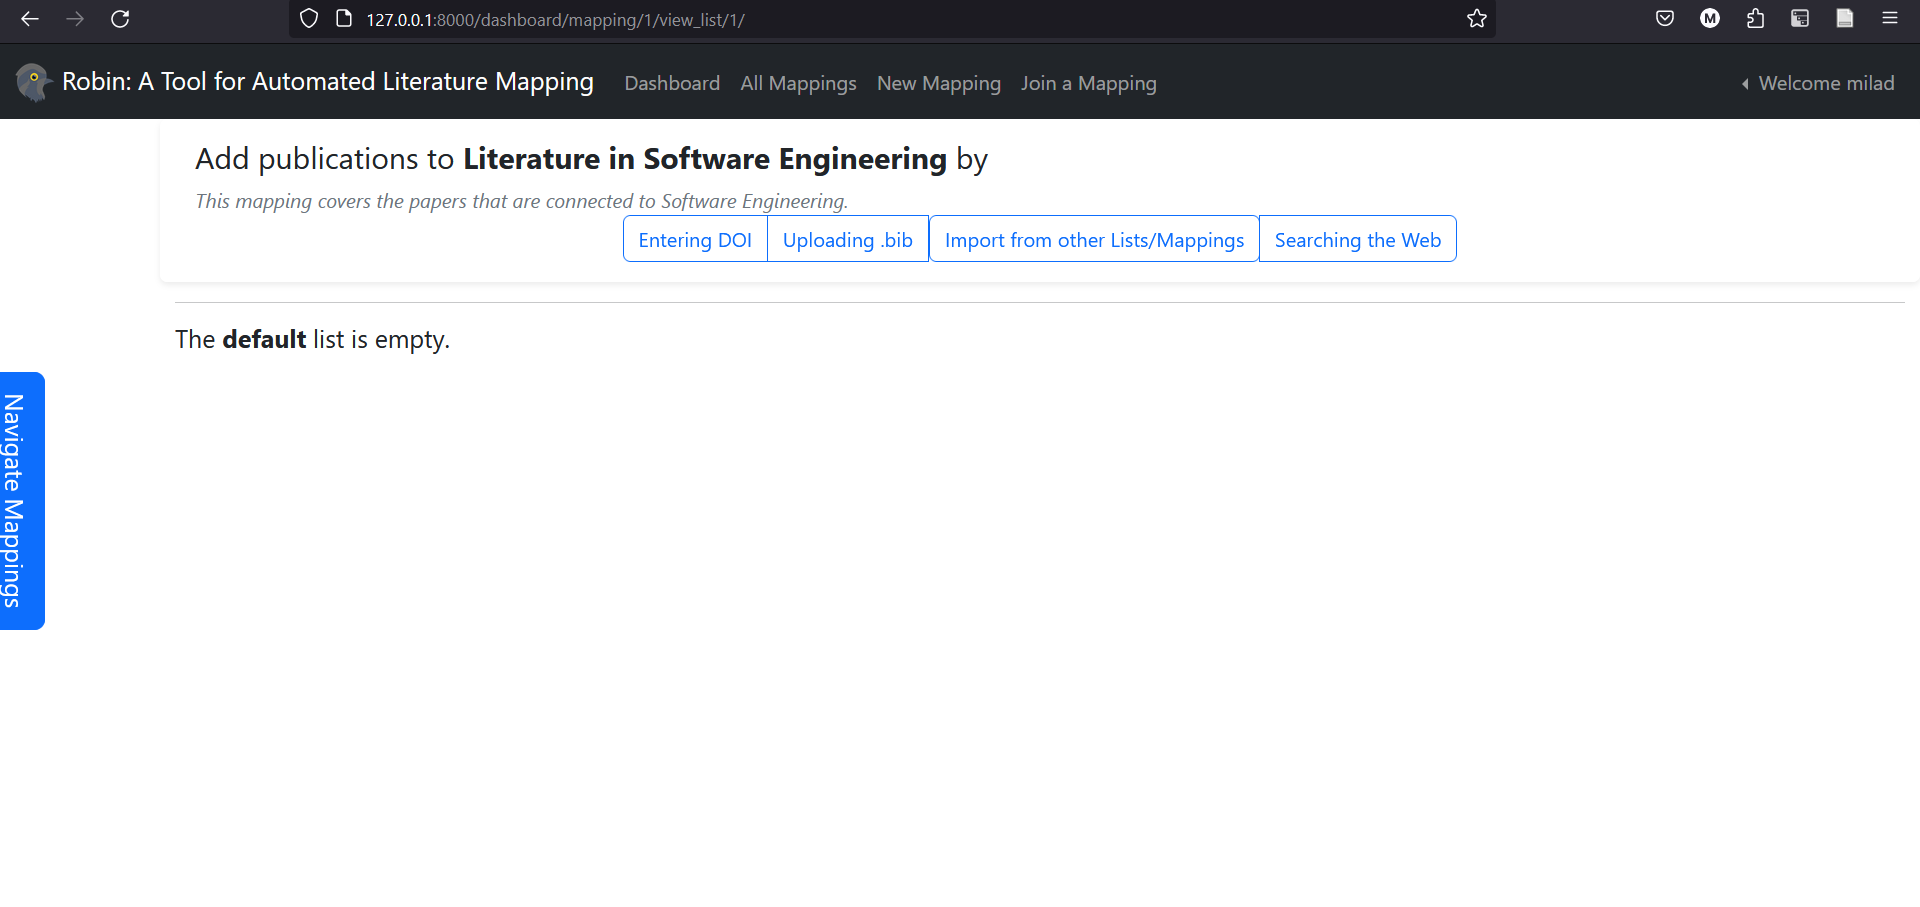 127.0.0.1:8000/dashboard/mapping/1/view_list/1/
M
Robin: A Tool for Automated Literature Mapping Dashboard All Mappings New Mapping Join a Mapping Welcome milad
Add publications to Literature in Software Engineering by
This mapping covers the papers that are connected to Software Engineering.
Entering DOI Uploading .bib Import from other Lists/Mappings Searching the Web
The default list is empty.
Navigate Mappings